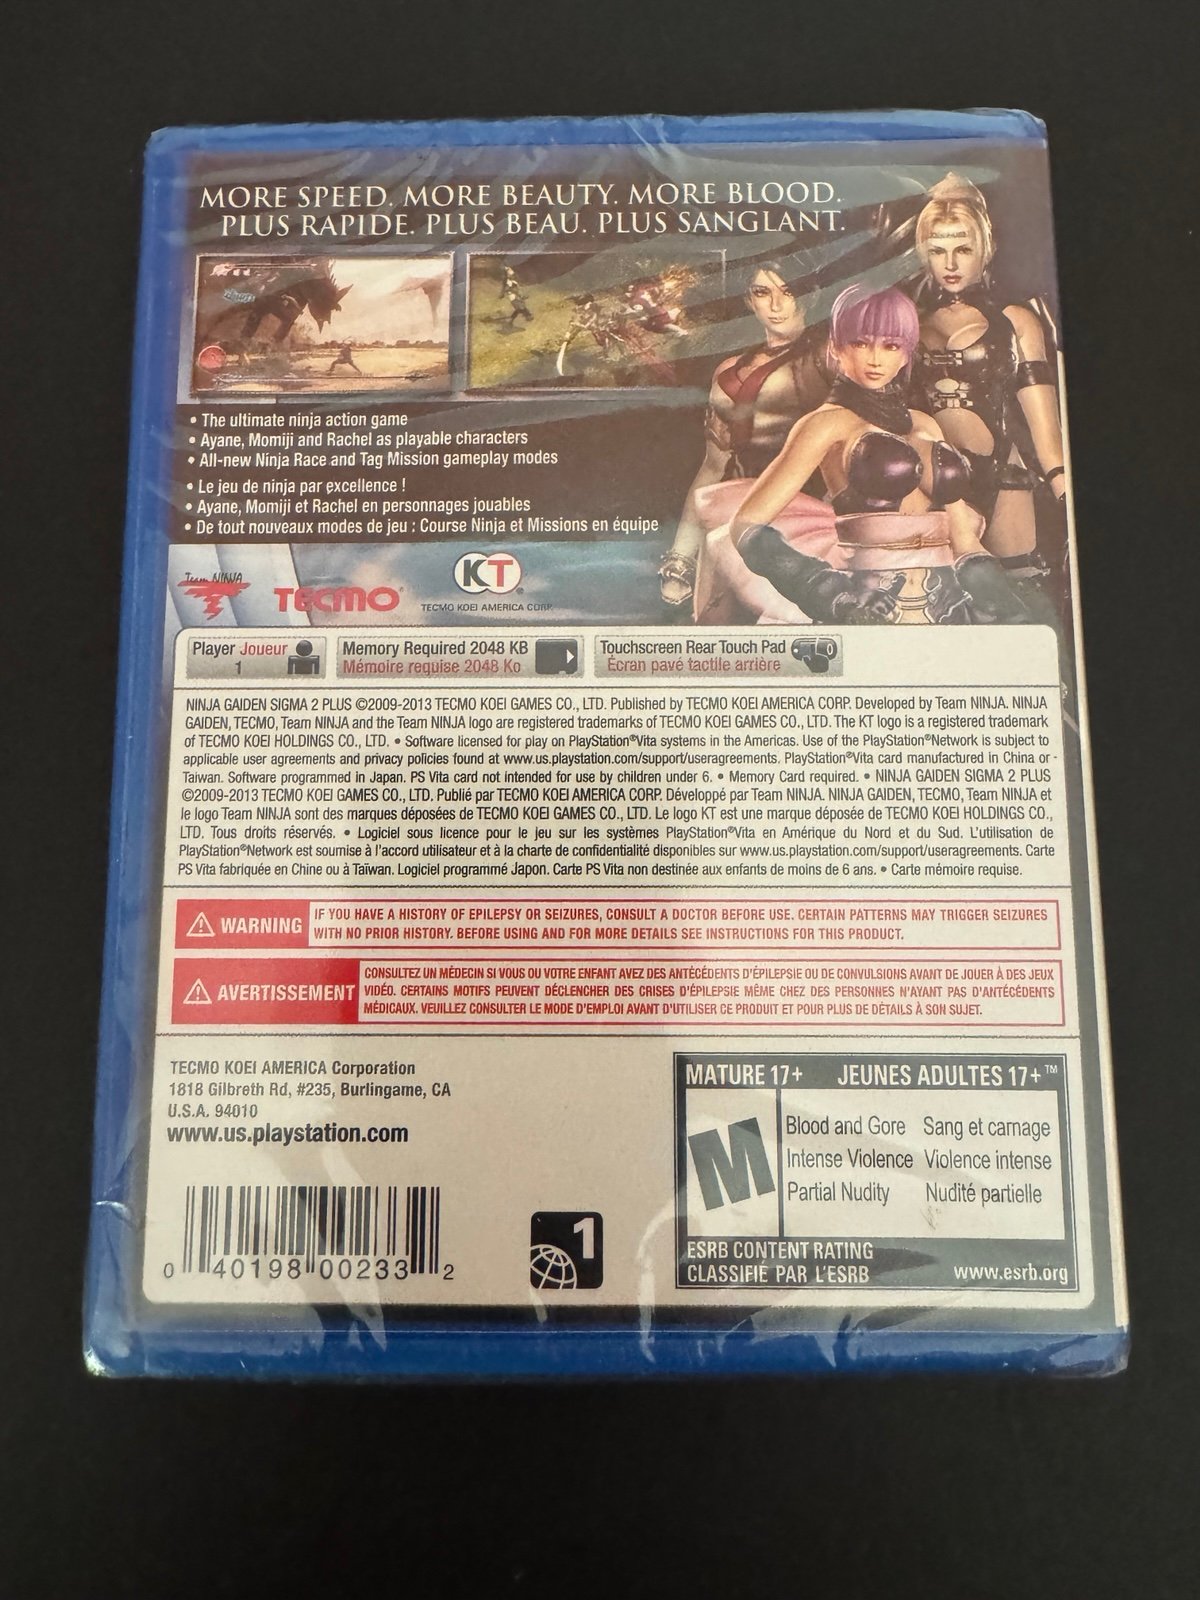 MORE SPEED. MORE BEAUTY. MORE BLOOD.
PLUS RAPIDE. PLUS BEAU. PLUS SANGLANT.
• The ultimate ninja action game
• Ayane, Momiji and Rachel as playable characters
• All-new Ninja Race and Tag Mission gameplay modes
• Le jeu de ninja par excellence !
• Ayane, Momiji et Rachel en personnages jouables
• De tout nouveaux modes de jeu : Course Ninja et Missions en équipe
Team NINJA
TECMO®
KT®
TECMO KOEI AMERICA CORP.
Player Joueur
1
Memory Required 2048 KB
Mémoire requise 2048 Ko
Touchscreen Rear Touch Pad
Écran pavé tactile arrière
NINJA GAIDEN SIGMA 2 PLUS ©2009-2013 TECMO KOEI GAMES CO., LTD. Published by TECMO KOEI AMERICA CORP. Developed by Team NINJA. NINJA
GAIDEN, TECMO, Team NINJA and the Team NINJA logo are registered trademarks of TECMO KOEI GAMES CO., LTD. The KT logo is a registered trademark
of TECMO KOEI HOLDINGS CO., LTD. • Software licensed for play on PlayStation®Vita systems in the Americas. Use of the PlayStation®Network is subject to
applicable user agreements and privacy policies found at www.us.playstation.com/support/useragreements. PlayStation®Vita card manufactured in China or
Taiwan. Software programmed in Japan. PS Vita card not intended for use by children under 6. • Memory Card required. • NINJA GAIDEN SIGMA 2 PLUS
©2009-2013 TECMO KOEI GAMES CO., LTD. Publié par TECMO KOEI AMERICA CORP. Développé par Team NINJA. NINJA GAIDEN, TECMO, Team NINJA et
le logo Team NINJA sont des marques déposées de TECMO KOEI GAMES CO., LTD. Le logo KT est une marque déposée de TECMO KOEI HOLDINGS CO.,
LTD. Tous droits réservés. • Logiciel sous licence pour le jeu sur les systèmes PlayStation®Vita en Amérique du Nord et du Sud. L'utilisation de
PlayStation®Network est soumise à l'accord utilisateur et à la charte de confidentialité disponibles sur www.us.playstation.com/support/useragreements. Carte
PS Vita fabriquée en Chine ou à Taïwan. Logiciel programmé Japon. Carte PS Vita non destinée aux enfants de moins de 6 ans. • Carte mémoire requise.
WARNING
IF YOU HAVE A HISTORY OF EPILEPSY OR SEIZURES, CONSULT A DOCTOR BEFORE USE. CERTAIN PATTERNS MAY TRIGGER SEIZURES
WITH NO PRIOR HISTORY. BEFORE USING AND FOR MORE DETAILS SEE INSTRUCTIONS FOR THIS PRODUCT.
AVERTISSEMENT
CONSULTEZ UN MÉDECIN SI VOUS OU VOTRE ENFANT AVEZ DES ANTÉCÉDENTS D'ÉPILEPSIE OU DE CONVULSIONS AVANT DE JOUER À DES JEUX
VIDÉO. CERTAINS MOTIFS PEUVENT DÉCLENCHER DES CRISES D'ÉPILEPSIE MÊME CHEZ DES PERSONNES N'AYANT PAS D'ANTÉCÉDENTS
MÉDICAUX. VEUILLEZ CONSULTER LE MODE D'EMPLOI AVANT D'UTILISER CE PRODUIT ET POUR PLUS DE DÉTAILS À SON SUJET.
TECMO KOEI AMERICA Corporation
1818 Gilbreth Rd, #235, Burlingame, CA
U.S.A. 94010
www.us.playstation.com
0 40198 00233 2
1
MATURE 17+ JEUNES ADULTES 17+™
M
Blood and Gore Sang et carnage
Intense Violence Violence intense
Partial Nudity Nudité partielle
ESRB CONTENT RATING
CLASSIFIÉ PAR L'ESRB
www.esrb.org